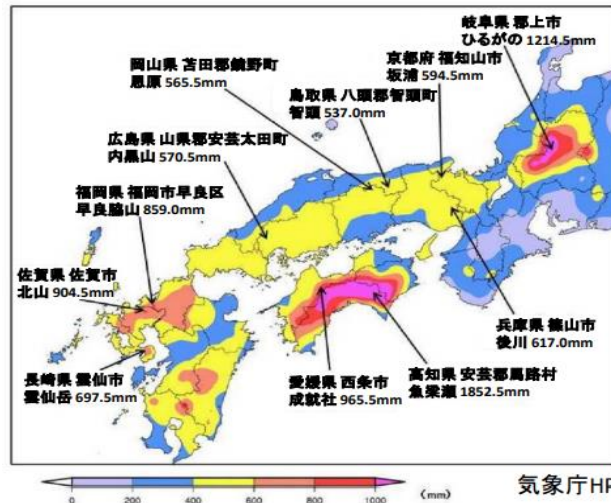 岐阜県 郡上市
ひるがの 1214.5mm
京都府 福知山市
坂浦 594.5mm
岡山県 苫田郡鏡野町
恩原 565.5mm
鳥取県 八頭郡智頭町
智頭 537.0mm
広島県 山県郡安芸太田町
内黒山 570.5mm
福岡県 福岡市早良区
早良脇山 859.0mm
佐賀県 佐賀市
北山 904.5mm
長崎県 雲仙市
雲仙岳 697.5mm
愛媛県 西条市
成就社 965.5mm
高知県 安芸郡馬路村
魚梁瀬 1852.5mm
兵庫県 篠山市
後川 617.0mm
0 200 400 600 800 1000 (mm)
気象庁HP